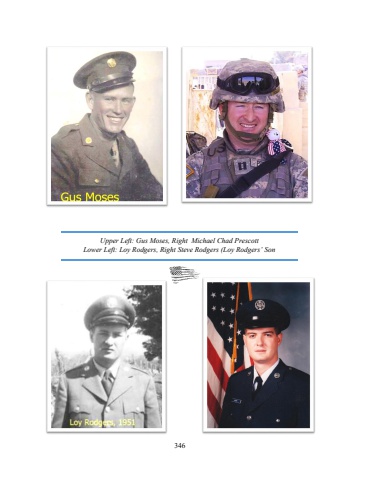 Gus Moses
Upper Left: Gus Moses, Right Michael Chad Prescott
Lower Left: Loy Rodgers, Right Steve Rodgers (Loy Rodgers' Son
Loy Rodgers, 1951
346